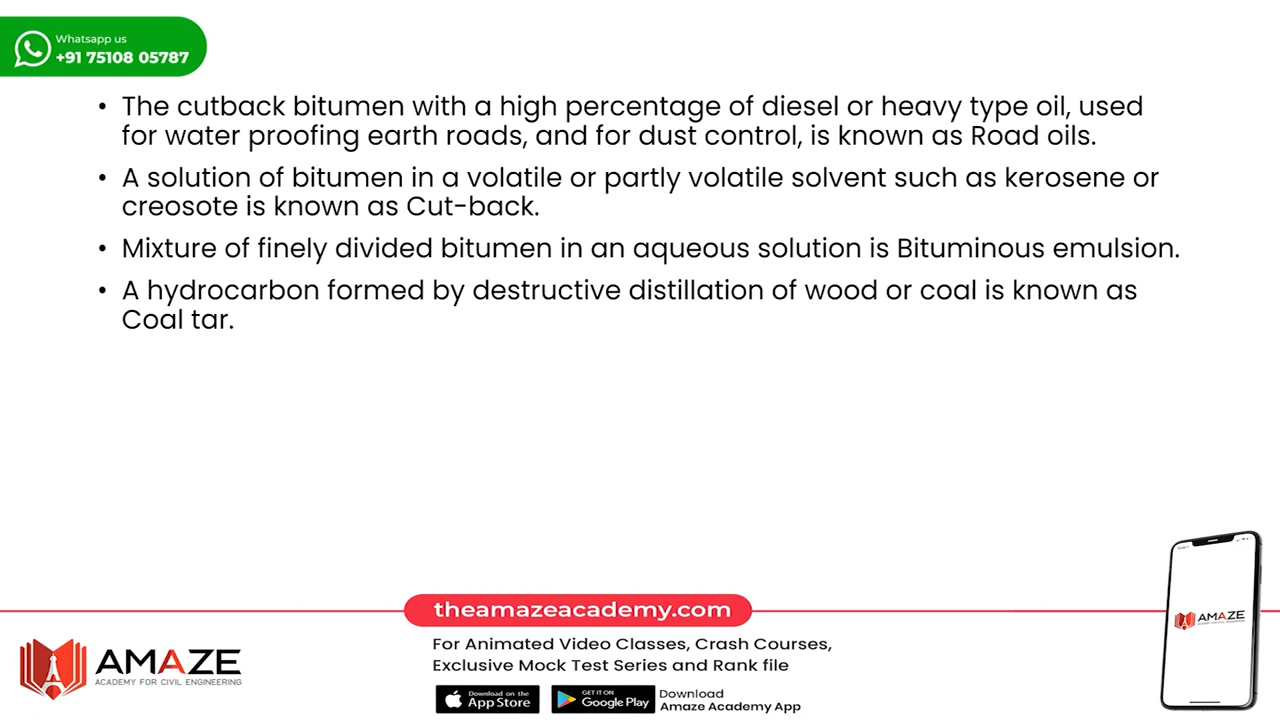 Whatsapp us
+91 75108 05787
• The cutback bitumen with a high percentage of diesel or heavy type oil, used
for water proofing earth roads, and for dust control, is known as Road oils.
• A solution of bitumen in a volatile or partly volatile solvent such as kerosene or
creosote is known as Cut-back.
• Mixture of finely divided bitumen in an aqueous solution is Bituminous emulsion.
• A hydrocarbon formed by destructive distillation of wood or coal is known as
Coal tar.
theamazeacademy.com
AMAZE
ACADEMY FOR CIVIL ENGINEERING
For Animated Video Classes, Crash Courses,
Exclusive Mock Test Series and Rank file
Download on the
App Store
GET IT ON
Google Play
Download
Amaze Academy App
AMAZE
ACADEMY FOR CIVIL ENGINEERING